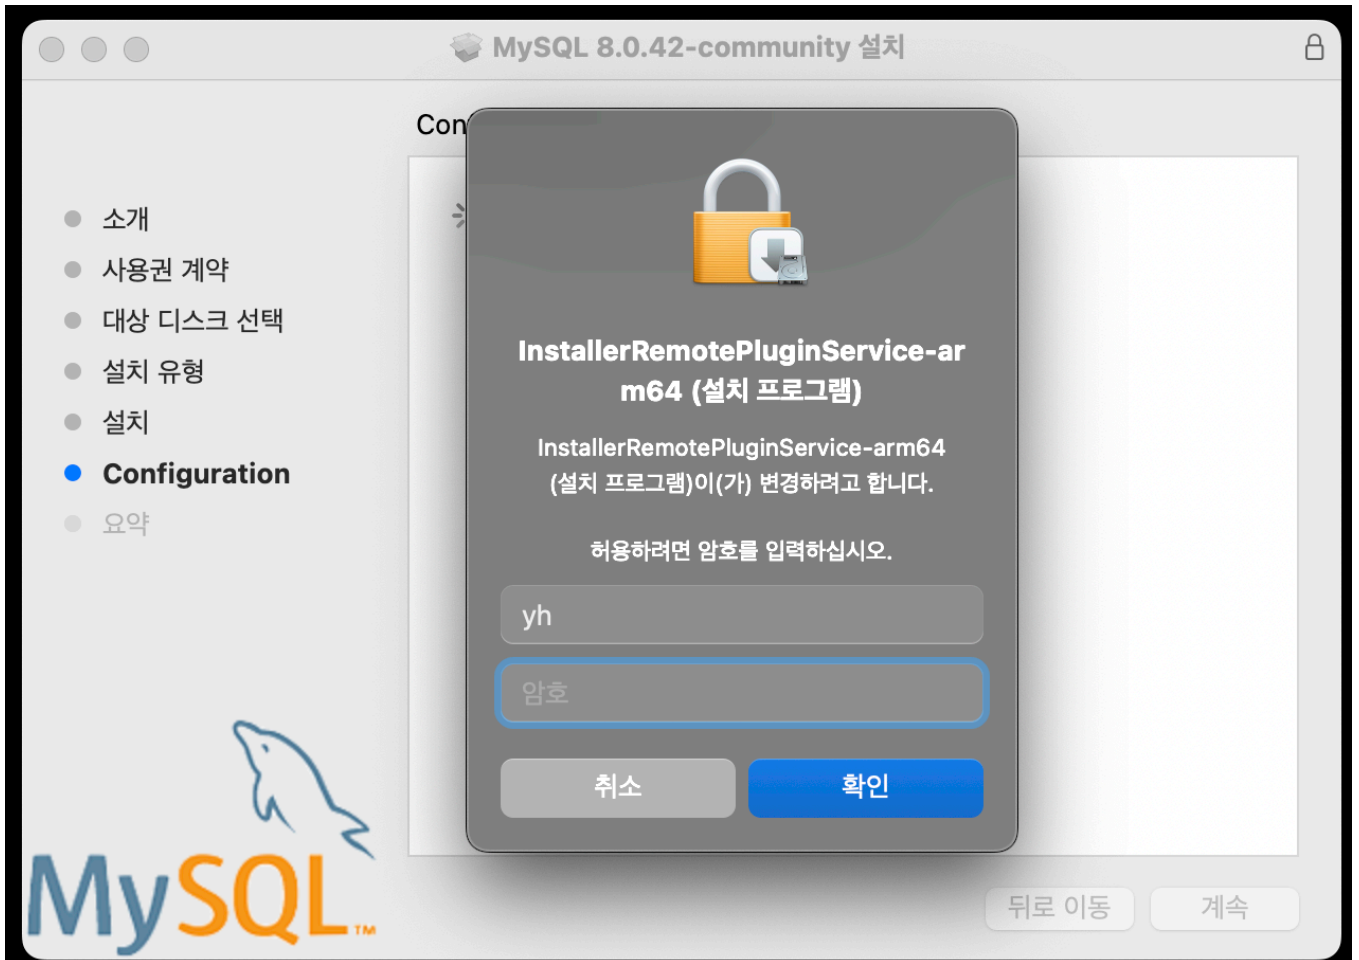 MySQL 8.0.42-community 설치
Con
소개
사용권 계약
대상 디스크 선택
설치 유형
설치
Configuration
요약
InstallerRemotePluginService-ar
m64 (설치 프로그램)
InstallerRemotePluginService-arm64
(설치 프로그램)이(가) 변경하려고 합니다.
허용하려면 암호를 입력하십시오.
yh
암호
취소
확인
MySQL™
뒤로 이동
계속